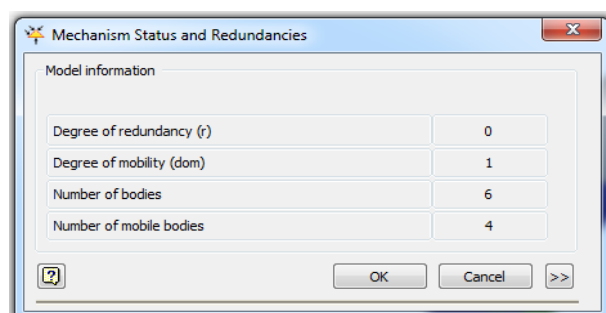 Mechanism Status and Redundancies
Model information
Degree of redundancy (r) 0
Degree of mobility (dom) 1
Number of bodies 6
Number of mobile bodies 4
OK Cancel >>